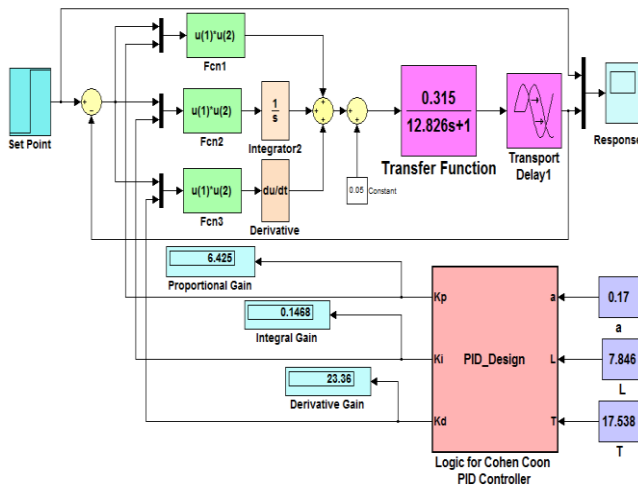 u(1)*u(2)
Fcn1
Set Point
u(1)*u(2)
Fcn2
1
s
Integrator2
0.315
12.826s+1
Transfer Function
Transport
Delay1
Response
u(1)*u(2)
Fcn3
du/dt
Derivative
0.05
Constant
6.425
Proportional Gain
0.1468
Integral Gain
23.36
Derivative Gain
Kp
Ki
Kd
PID_Design
a
L
T
Logic for Cohen Coon
PID Controller
0.17
a
7.846
L
17.538
T